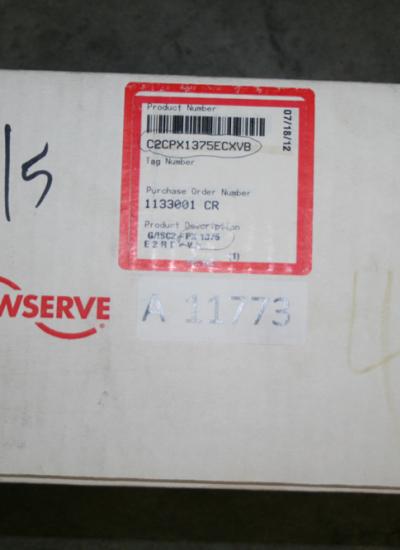 Product Number
07/18/12
C2CPX1375ECXVB
Tag Number
Purchase Order Number
1133001 CR
Product Description
15
WSERVE
A 11773